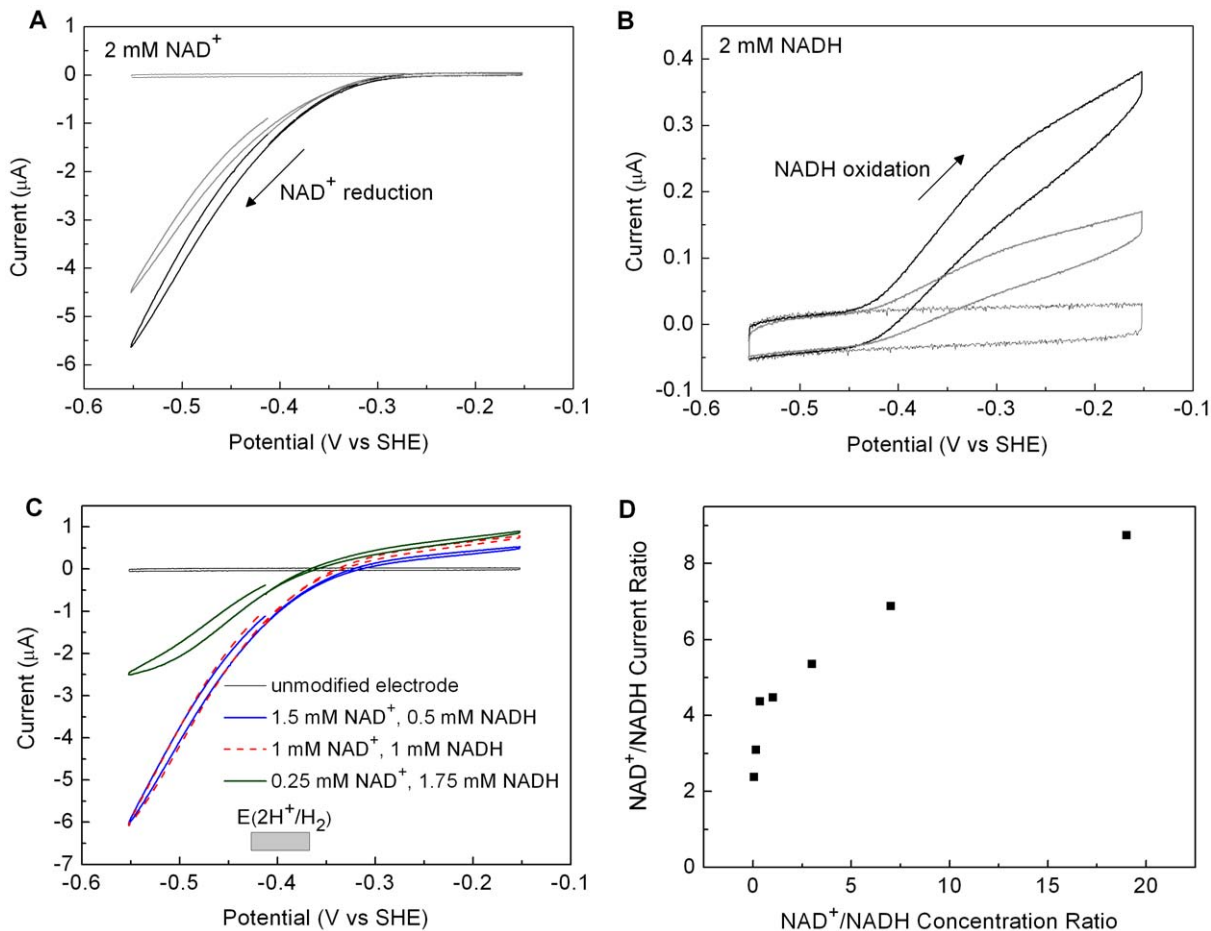 A
2 mM NAD⁺
0
-1
-2
-3
-4
-5
-6
Current (μA)
NAD⁺ reduction
-0.6 -0.5 -0.4 -0.3 -0.2 -0.1
Potential (V vs SHE)
B
2 mM NADH
0.4
0.3
0.2
0.1
0.0
-0.1
Current (μA)
NADH oxidation
-0.6 -0.5 -0.4 -0.3 -0.2 -0.1
Potential (V vs SHE)
C
1
0
-1
-2
-3
-4
-5
-6
-7
Current (μA)
unmodified electrode
1.5 mM NAD⁺, 0.5 mM NADH
1 mM NAD⁺, 1 mM NADH
0.25 mM NAD⁺, 1.75 mM NADH
E(2H⁺/H₂)
-0.6 -0.5 -0.4 -0.3 -0.2 -0.1
Potential (V vs SHE)
D
8
6
4
2
0
NAD⁺/NADH Current Ratio
0 5 10 15 20
NAD⁺/NADH Concentration Ratio